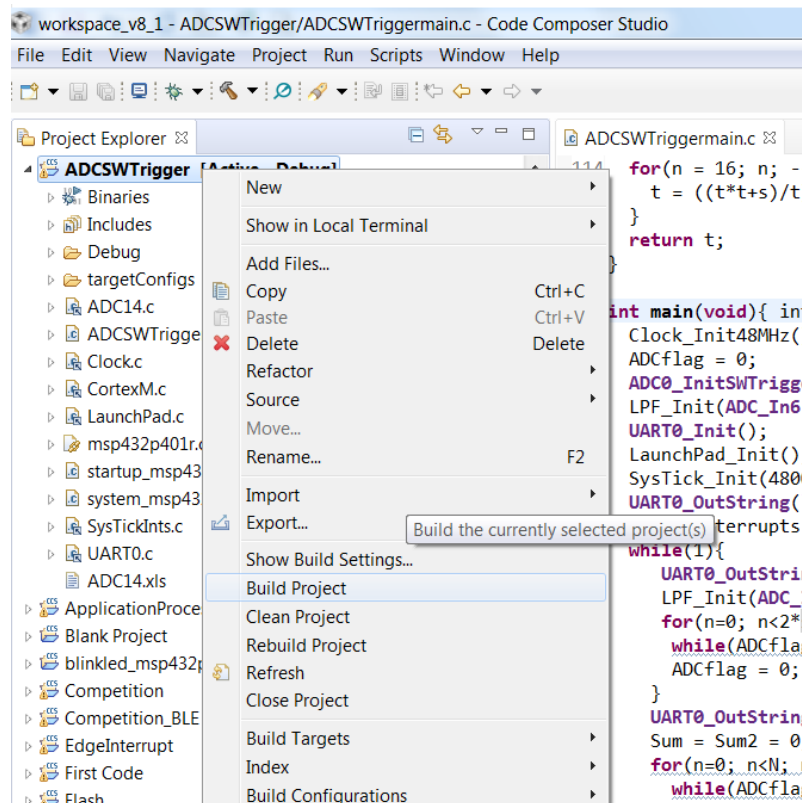 workspace_v8_1 - ADCSWTrigger/ADCSWTriggermain.c - Code Composer Studio
File Edit View Navigate Project Run Scripts Window Help
Project Explorer
ADCSWTriggermain.c
ADCSWTrigger [Active - Debug]
Binaries
Includes
Debug
targetConfigs
ADC14.c
ADCSWTrigge
Clock.c
CortexM.c
LaunchPad.c
msp432p401r.c
startup_msp43
system_msp43
SysTickInts.c
UART0.c
ADC14.xls
ApplicationProce
Blank Project
blinkled_msp432p
Competition
Competition_BLE
EdgeInterrupt
First Code
Flash
New
Show in Local Terminal
Add Files...
Copy Ctrl+C
Paste Ctrl+V
Delete Delete
Refactor
Source
Move...
Rename... F2
Import
Export...
Show Build Settings...
Build Project
Clean Project
Rebuild Project
Refresh
Close Project
Build Targets
Index
Build Configurations
Build the currently selected project(s)
114 for(n = 16; n; -
t = ((t*t+s)/t
}
return t;
}
int main(void){ in
Clock_Init48MHz(
ADCflag = 0;
ADC0_InitSWTrigg
LPF_Init(ADC_In6
UART0_Init();
LaunchPad_Init()
SysTick_Init(480
UART0_OutString(
terrupts
while(1){
UART0_OutStri
LPF_Init(ADC_
for(n=0; n<2*
while(ADCfla
ADCflag = 0;
}
UART0_OutStrin
Sum = Sum2 = 0
for(n=0; n<N;
while(ADCfla